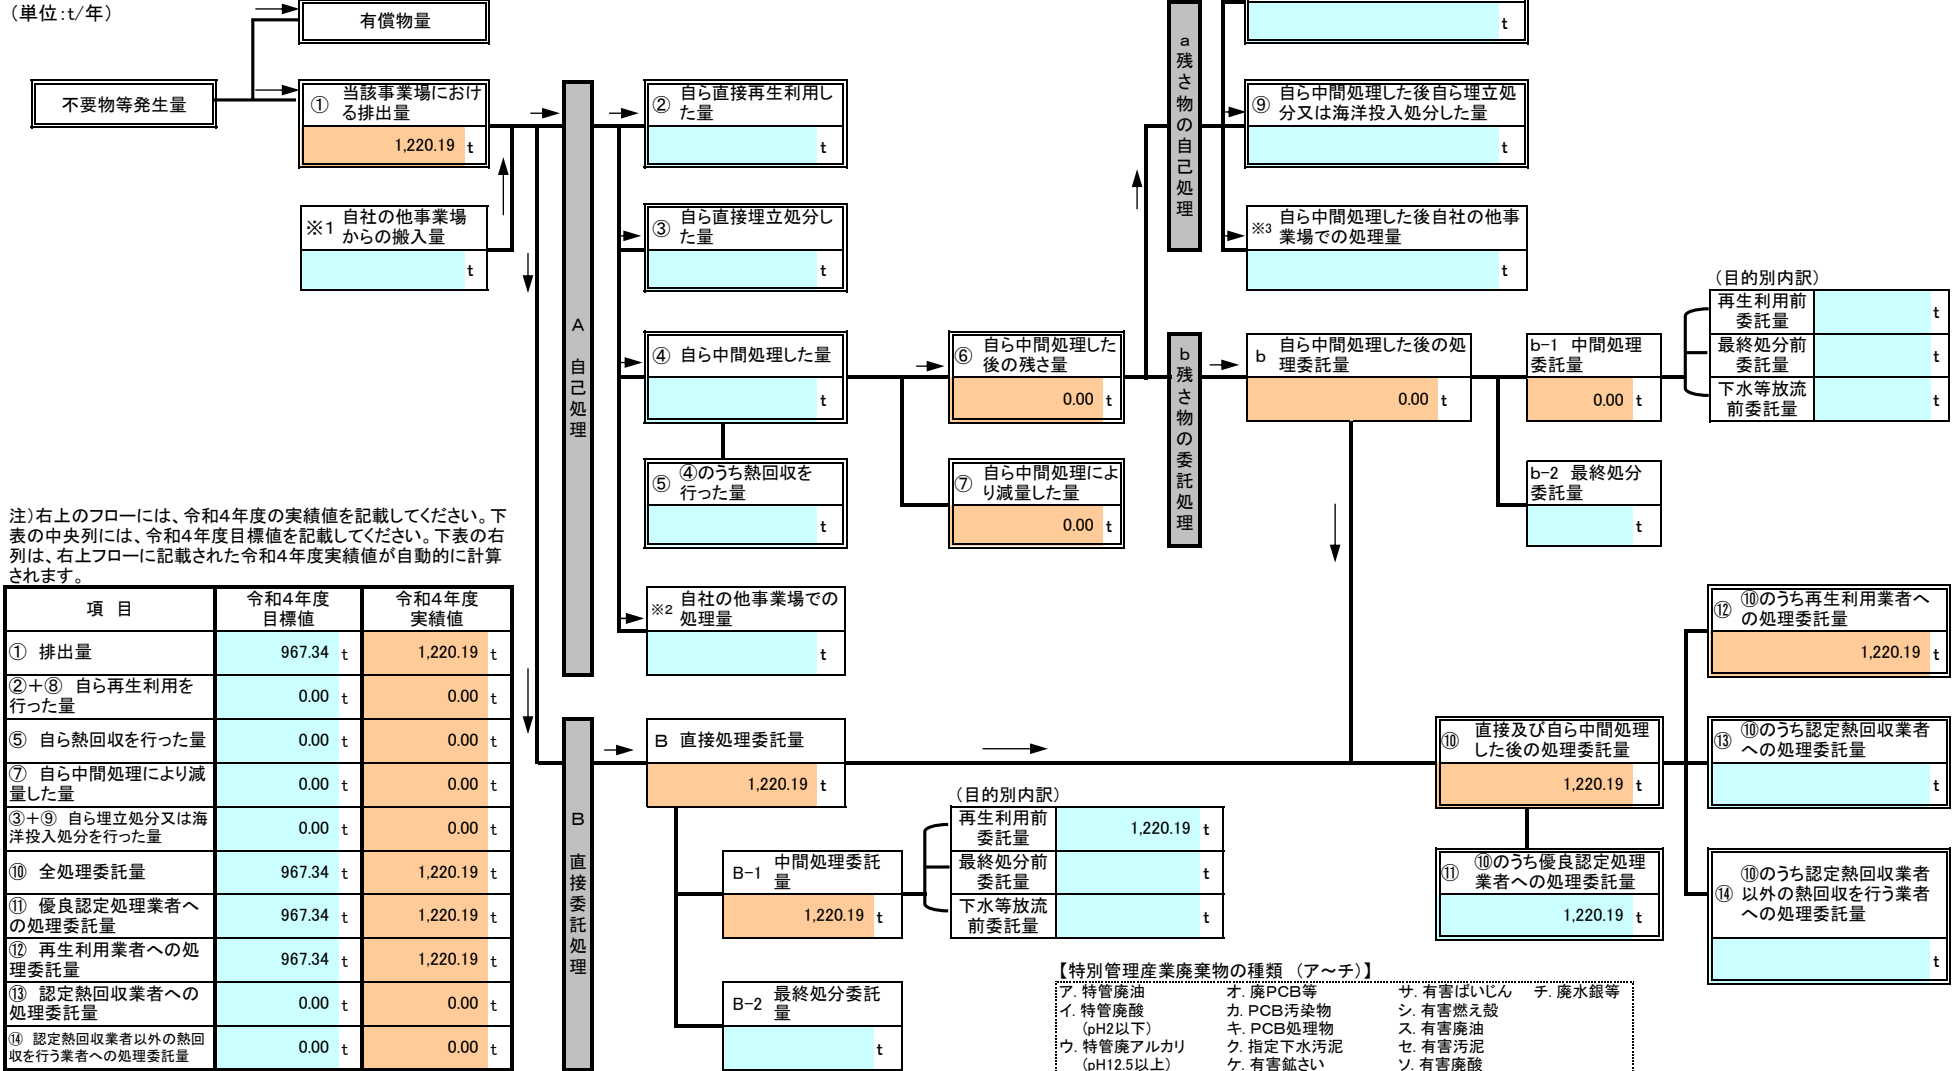 (単位:t/年)
有償物量
不要物等発生量
① 当該事業場におけ
る排出量
1,220.19 t
※1 自社の他事業場
からの搬入量
t
A 自己処理
② 自ら直接再生利用し
た量
t
③ 自ら直接埋立処分し
た量
t
④ 自ら中間処理した量
t
⑤ ④のうち熱回収を
行った量
t
※2 自社の他事業場での
処理量
t
⑥ 自ら中間処理した
後の残さ量
0.00 t
⑦ 自ら中間処理によ
り減量した量
0.00 t
a 残さ物の自己処理
t
⑨ 自ら中間処理した後自ら埋立処
分又は海洋投入処分した量
t
※3 自ら中間処理した後自社の他事
業場での処理量
t
b 残さ物の委託処理
b 自ら中間処理した後の処
理委託量
0.00 t
b-1 中間処理
委託量
0.00 t
(目的別内訳)
再生利用前
委託量
t
最終処分前
委託量
t
下水等放流
前委託量
t
b-2 最終処分
委託量
t
注)右上のフローには、令和4年度の実績値を記載してください。下
表の中央列には、令和4年度目標値を記載してください。下表の右
列は、右上フローに記載された令和4年度実績値が自動的に計算
されます。
項 目 令和4年度
目標値 令和4年度
実績値
① 排出量 967.34 t 1,220.19 t
②+⑧ 自ら再生利用を
行った量 0.00 t 0.00 t
⑤ 自ら熱回収を行った量 0.00 t 0.00 t
⑦ 自ら中間処理により減
量した量 0.00 t 0.00 t
③+⑨ 自ら埋立処分又は海
洋投入処分を行った量 0.00 t 0.00 t
⑩ 全処理委託量 967.34 t 1,220.19 t
⑪ 優良認定処理業者へ
の処理委託量 967.34 t 1,220.19 t
⑫ 再生利用業者への処
理委託量 967.34 t 1,220.19 t
⑬ 認定熱回収業者への
処理委託量 0.00 t 0.00 t
⑭ 認定熱回収業者以外の熱回
収を行う業者への処理委託量 0.00 t 0.00 t
B 直接委託処理
B 直接処理委託量
1,220.19 t
B-1 中間処理委託
量
1,220.19 t
(目的別内訳)
再生利用前
委託量
1,220.19 t
最終処分前
委託量
t
下水等放流
前委託量
t
B-2 最終処分委託
量
t
⑩ 直接及び自ら中間処理
した後の処理委託量
1,220.19 t
⑪ ⑩のうち優良認定処理
業者への処理委託量
1,220.19 t
⑫ ⑩のうち再生利用業者へ
の処理委託量
1,220.19 t
⑬ ⑩のうち認定熱回収業者
への処理委託量
t
⑭ ⑩のうち認定熱回収業者
以外の熱回収を行う業者
への処理委託量
t
【特別管理産業廃棄物の種類 (ア~チ)】
ア. 特管廃油 オ. 廃PCB等 サ. 有害ばいじん チ. 廃水銀等
イ. 特管廃酸 カ. PCB汚染物 シ. 有害燃え殻
(pH2以下) キ. PCB処理物 ス. 有害廃油
ウ. 特管廃アルカリ ク. 指定下水汚泥 セ. 有害汚泥
(pH12.5以上) ケ. 有害鉱さい ソ. 有害廃酸